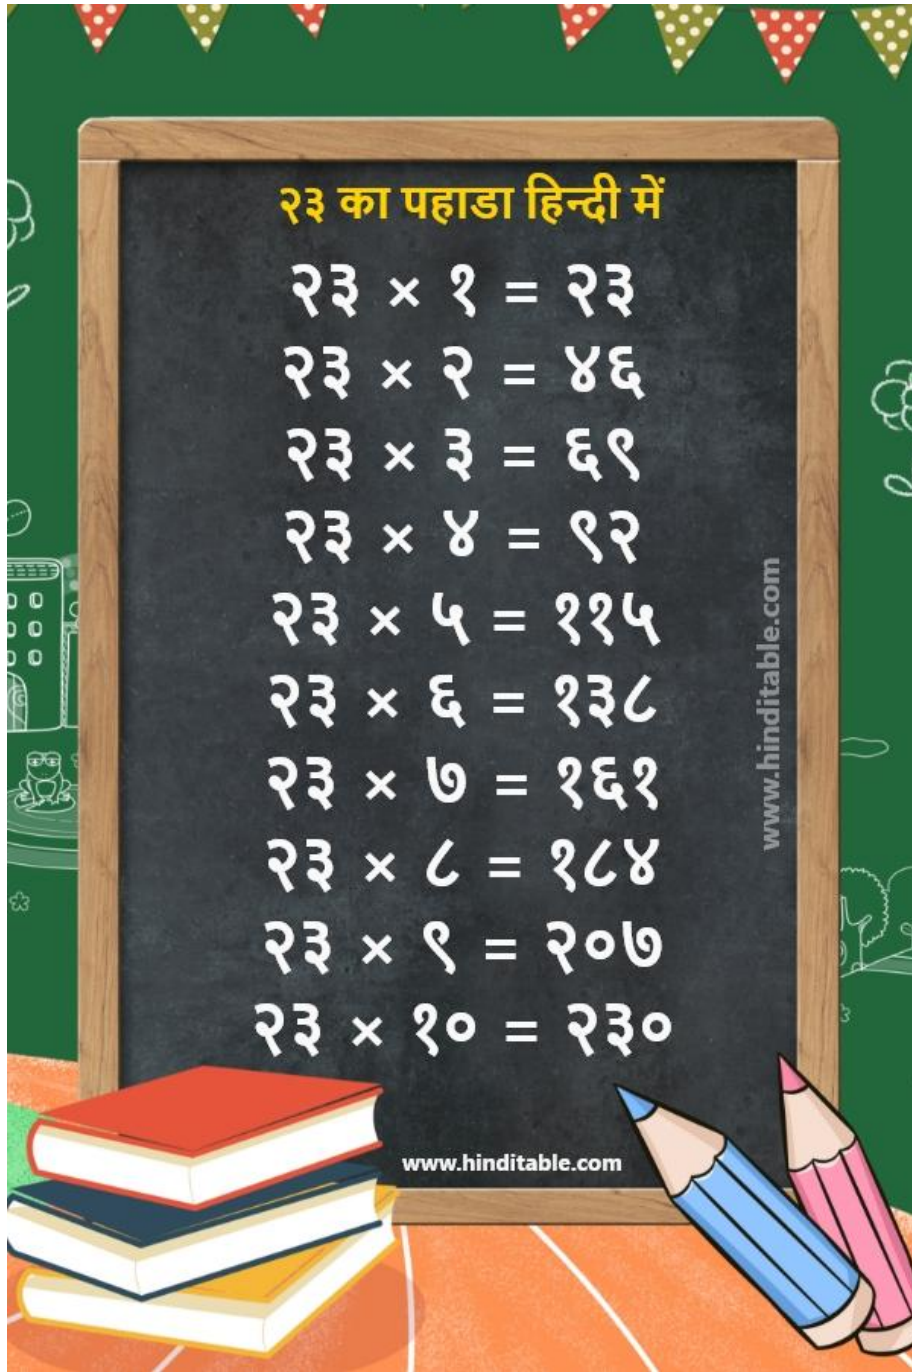 २३ का पहाडा हिन्दी में
२३ × १ = २३
२३ × २ = ४६
२३ × ३ = ६९
२३ × ४ = ९२
२३ × ५ = ११५
२३ × ६ = १३८
२३ × ७ = १६१
२३ × ८ = १८४
२३ × ९ = २०७
२३ × १० = २३०
www.hinditable.com
www.hinditable.com